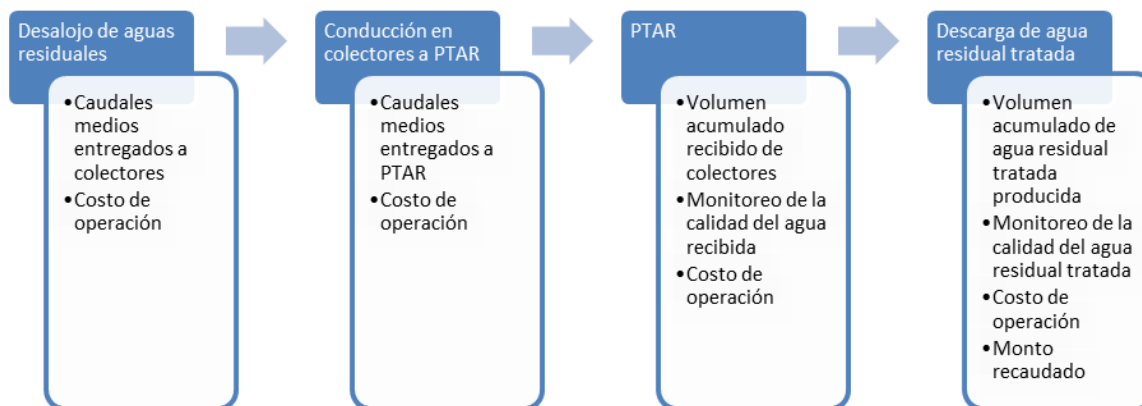 Desalojo de aguas
residuales
•Caudales
medios
entregados a
colectores
•Costo de
operación
Conducción en
colectores a PTAR
•Caudales
medios
entregados a
PTAR
•Costo de
operación
PTAR
•Volumen
acumulado
recibido de
colectores
•Monitoreo de la
calidad del agua
recibida
•Costo de
operación
Descarga de agua
residual tratada
•Volumen
acumulado de
agua residual
tratada
producida
•Monitoreo de la
calidad del agua
residual tratada
•Costo de
operación
•Monto
recaudado